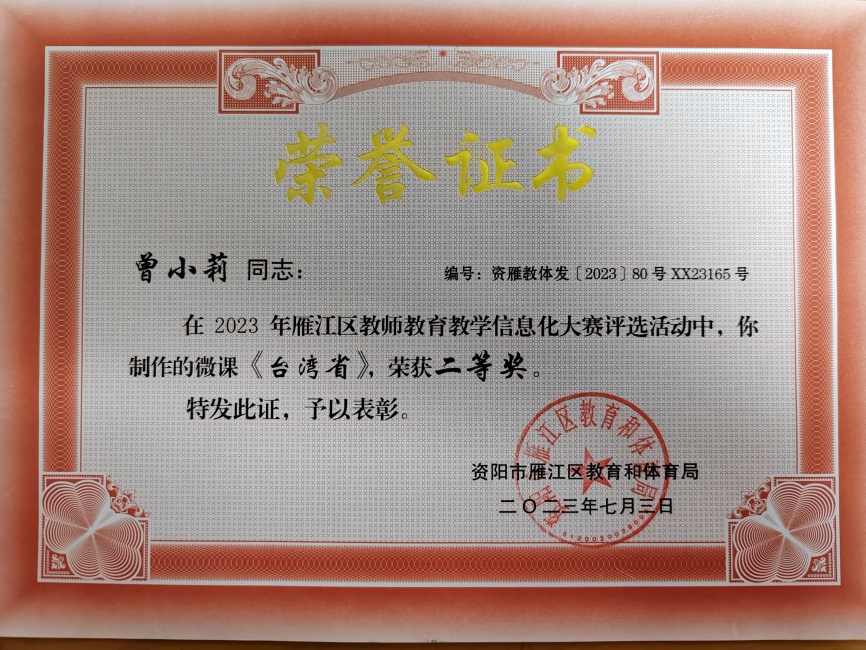 荣誉证书
曾小莉 同志：
编号：资雁教体发〔2023〕80号XX23165号
在 2023 年雁江区教师教育教学信息化大赛评选活动中，你
制作的微课《台湾省》，荣获二等奖。
特发此证，予以表彰。
资阳市雁江区教育和体育局
二〇二三年七月三日